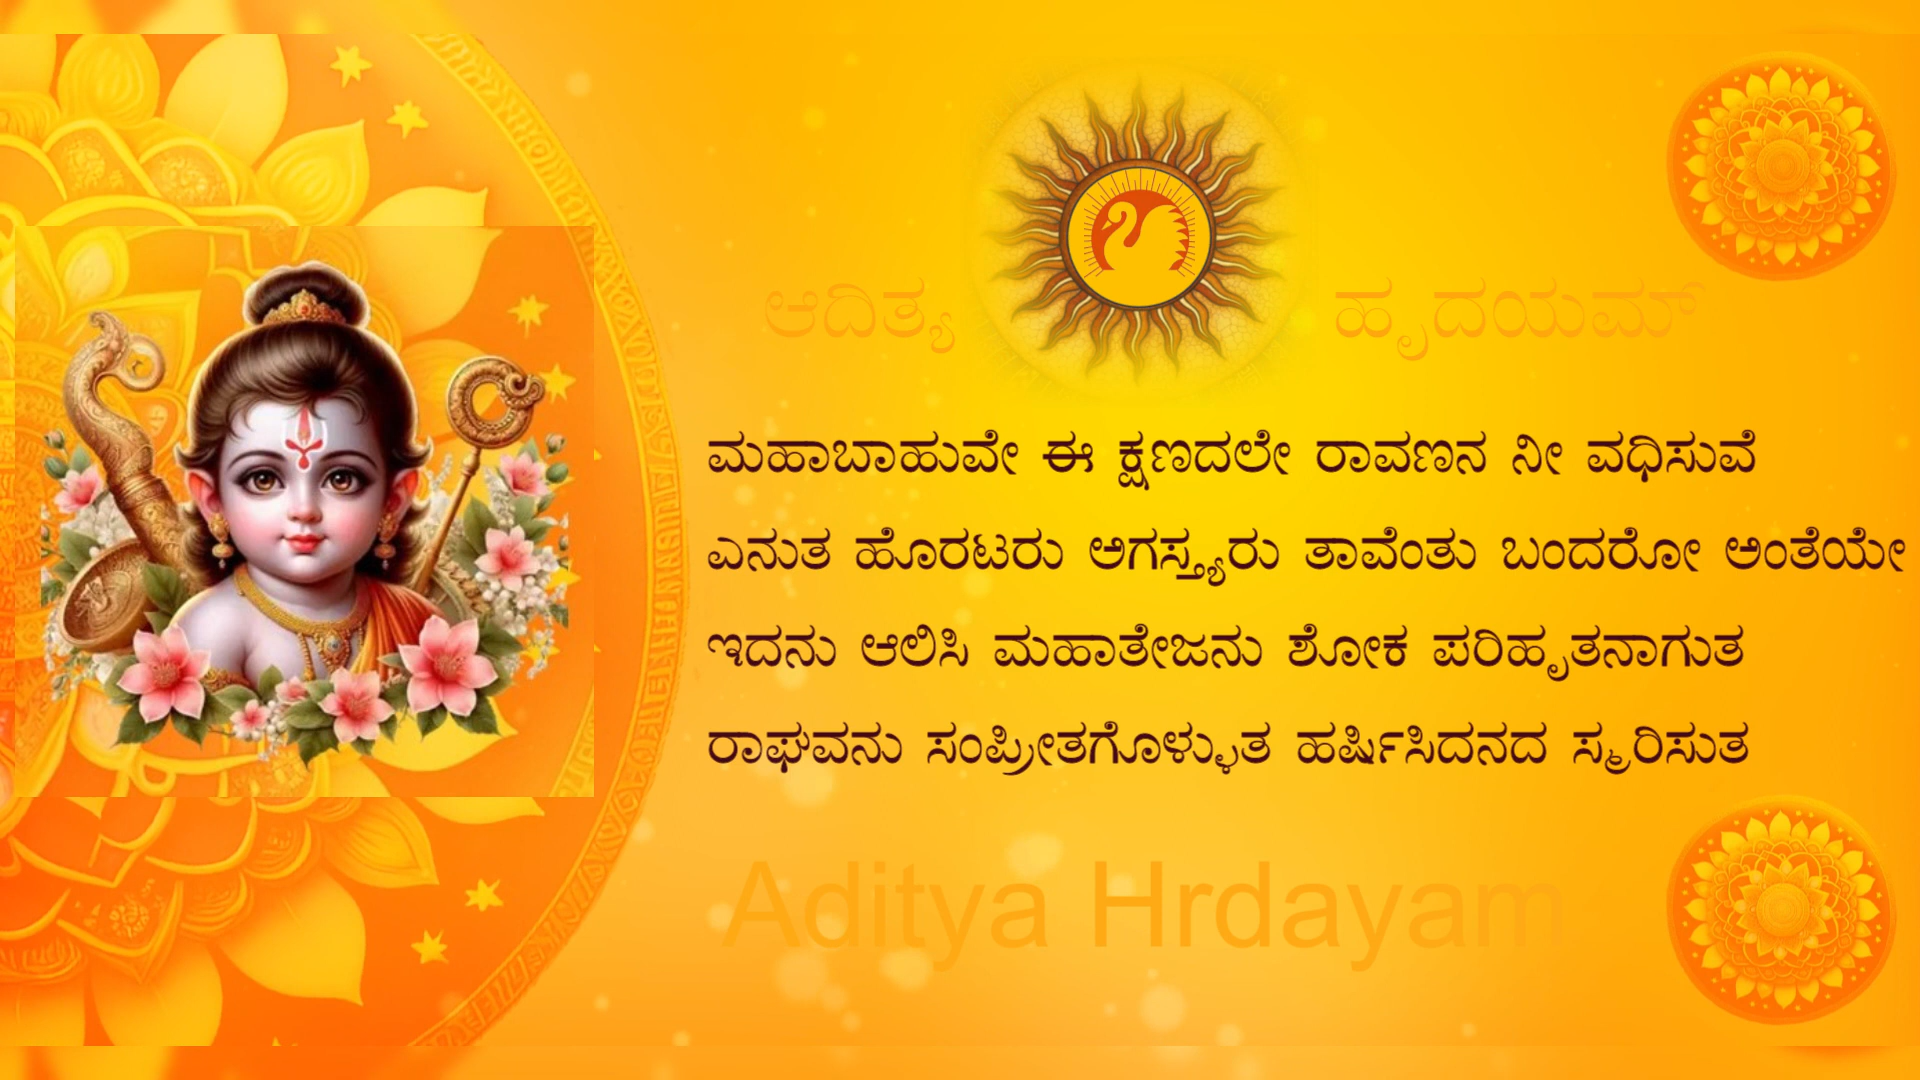 ಆದಿತ್ಯ ಹೃದಯಮ್
ಮಹಾಬಾಹುವೇ ಈ ಕ್ಷಣದಲೇ ರಾವಣನ ನೀ ವಧಿಸುವೆ
ಎನುತ ಹೊರಟರು ಅಗಸ್ತ್ಯರು ತಾವೆಂತು ಬಂದರೋ ಅಂತೆಯೇ
ಇದನು ಆಲಿಸಿ ಮಹಾತೇಜನು ಶೋಕ ಪರಿಹೃತನಾಗುತ
ರಾಘವನು ಸಂಪ್ರೀತಗೊಳ್ಳುತ ಹರ್ಷಿಸಿದನದ ಸ್ಮರಿಸುತ
Aditya Hrdayam